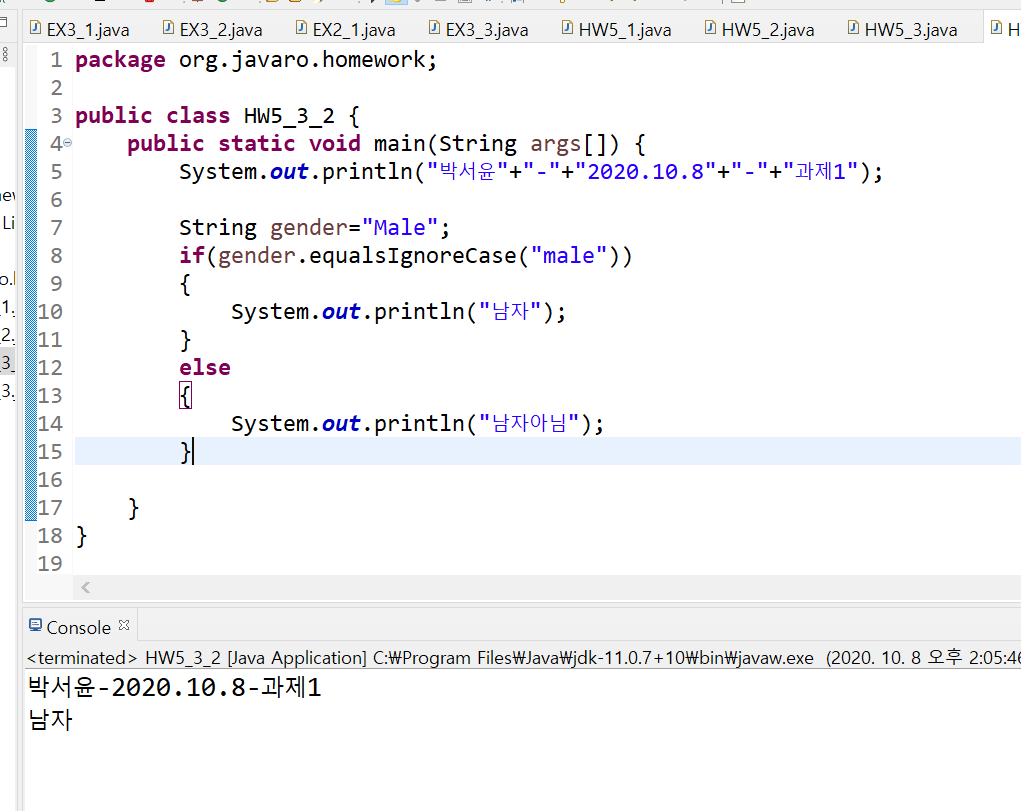 EX3_1.java EX3_2.java EX2_1.java EX3_3.java HW5_1.java HW5_2.java HW5_3.java
1 package org.javaro.homework;
2
3 public class HW5_3_2 {
4 public static void main(String args[]) {
5 System.out.println("박서윤"+"-"+"2020.10.8"+"-"+"과제1");
6
7 String gender="Male";
8 if(gender.equalsIgnoreCase("male"))
9 {
10 System.out.println("남자");
11 }
12 else
13 {
14 System.out.println("남자아님");
15 }
16
17 }
18 }
19
Console
<terminated> HW5_3_2 [Java Application] C:₩Program Files₩Java₩jdk-11.0.7+10₩bin₩javaw.exe (2020. 10. 8 오후 2:05:46
박서윤-2020.10.8-과제1
남자